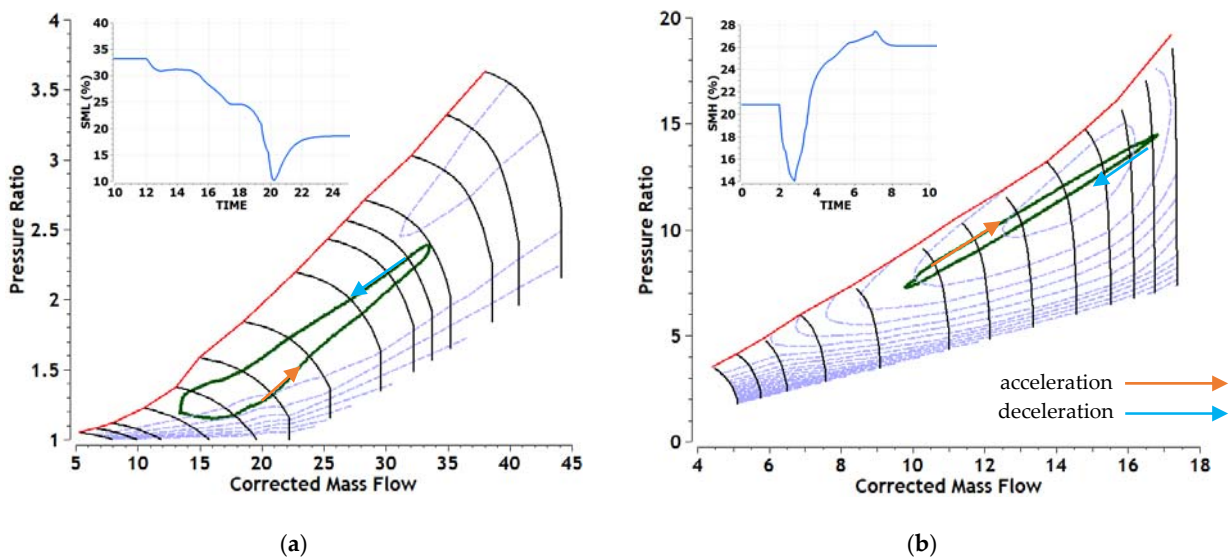 4
3.5
3
2.5
2
1.5
1
Pressure Ratio
5 10 15 20 25 30 35 40 45
Corrected Mass Flow
40
35
30
25
20
15
10
SML (%)
10 12 14 16 18 20 22 24
TIME
(a)
20
15
10
5
0
Pressure Ratio
4 6 8 10 12 14 16 18
Corrected Mass Flow
28
26
24
22
20
18
16
14
SMH (%)
0 2 4 6 8 10
TIME
acceleration
deceleration
(b)